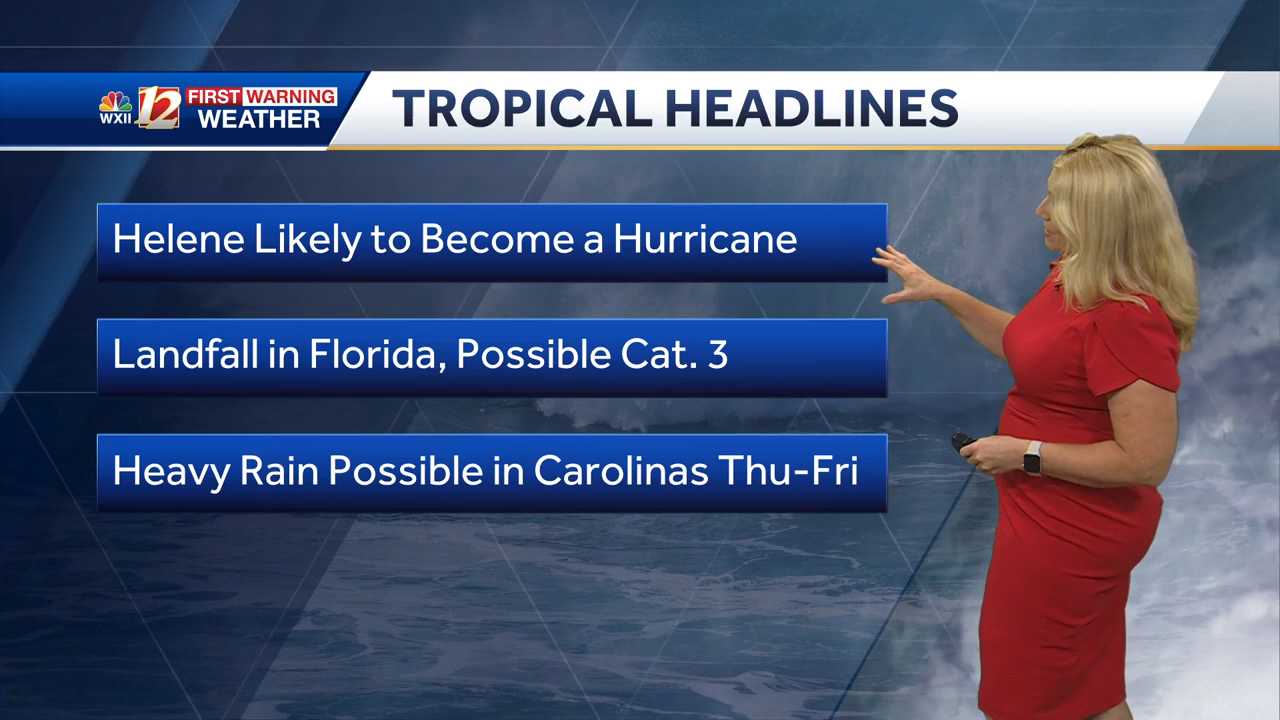 WXII 12 FIRST WARNING WEATHER
TROPICAL HEADLINES
Helene Likely to Become a Hurricane
Landfall in Florida, Possible Cat. 3
Heavy Rain Possible in Carolinas Thu-Fri